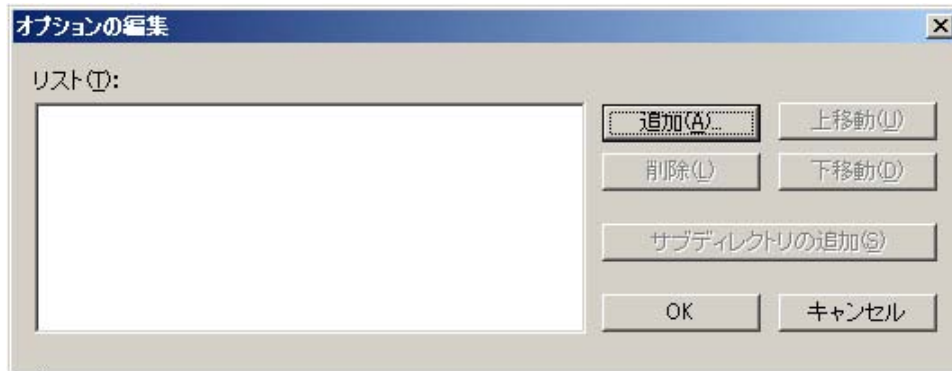 オプションの編集
リスト(T):
追加(A)...
上移動(U)
削除(L)
下移動(D)
サブディレクトリの追加(S)
OK
キャンセル